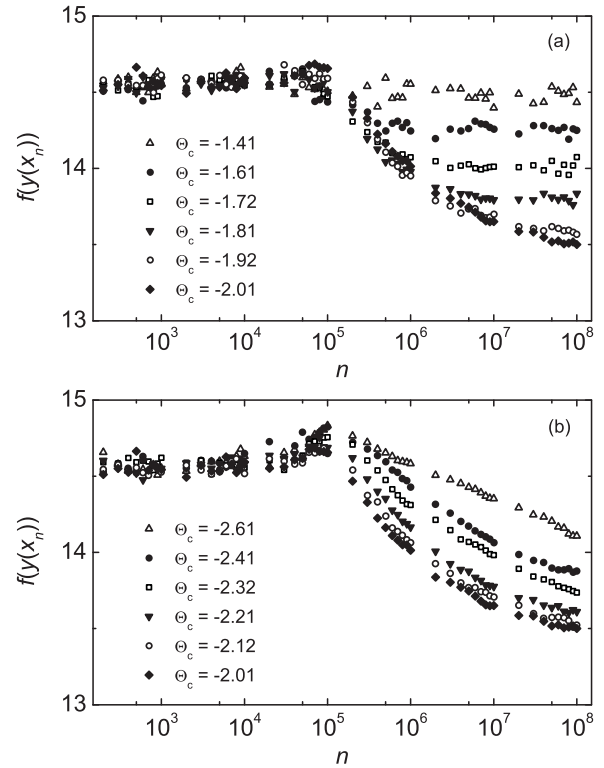 15
(a)
14
13
f(y(x_n))
△ Θ_c = -1.41
● Θ_c = -1.61
□ Θ_c = -1.72
▼ Θ_c = -1.81
○ Θ_c = -1.92
◆ Θ_c = -2.01
10^3 10^4 10^5 10^6 10^7 10^8
n
15
(b)
14
13
f(y(x_n))
△ Θ_c = -2.61
● Θ_c = -2.41
□ Θ_c = -2.32
▼ Θ_c = -2.21
○ Θ_c = -2.12
◆ Θ_c = -2.01
10^3 10^4 10^5 10^6 10^7 10^8
n